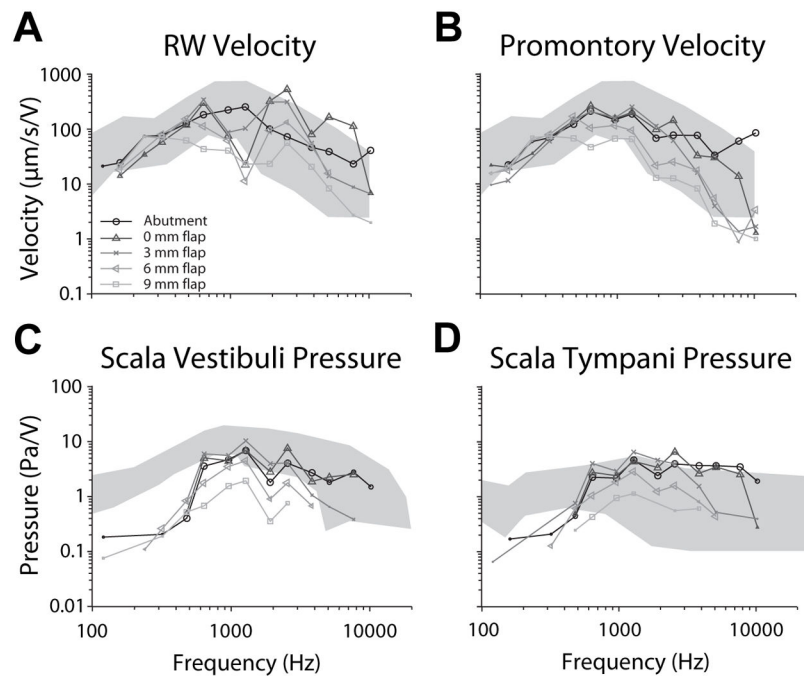 A
RW Velocity
B
Promontory Velocity
Velocity (μm/s/V)
1000
100
10
1
0.1
Abutment
0 mm flap
3 mm flap
6 mm flap
9 mm flap
C
Scala Vestibuli Pressure
D
Scala Tympani Pressure
Pressure (Pa/V)
100
10
1
0.1
0.01
100
1000
10000
100
1000
10000
Frequency (Hz)
Frequency (Hz)